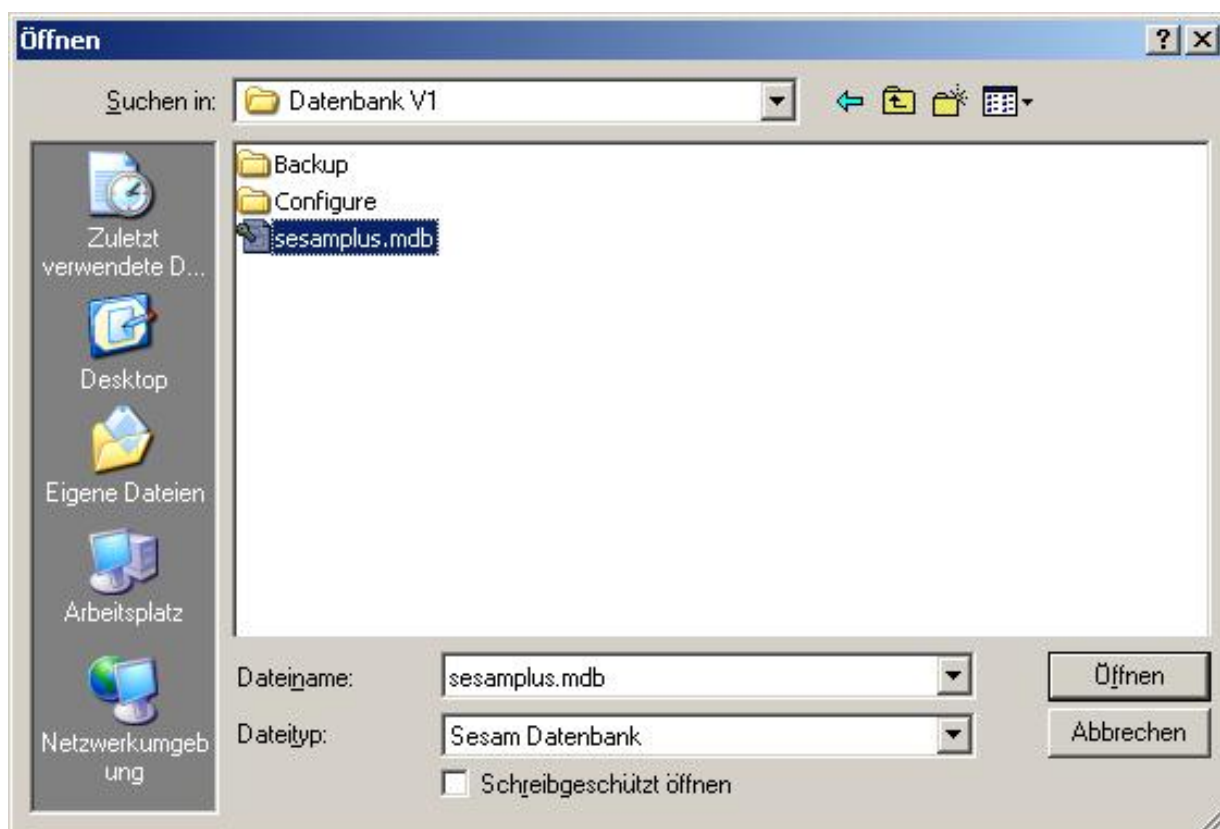 Öffnen
Suchen in:
Datenbank V1
Backup
Configure
sesamplus.mdb
Zuletzt
verwendete D...
Desktop
Eigene Dateien
Arbeitsplatz
Netzwerkumgeb
ung
Dateiname:
sesamplus.mdb
Öffnen
Dateityp:
Sesam Datenbank
Abbrechen
Schreibgeschützt öffnen